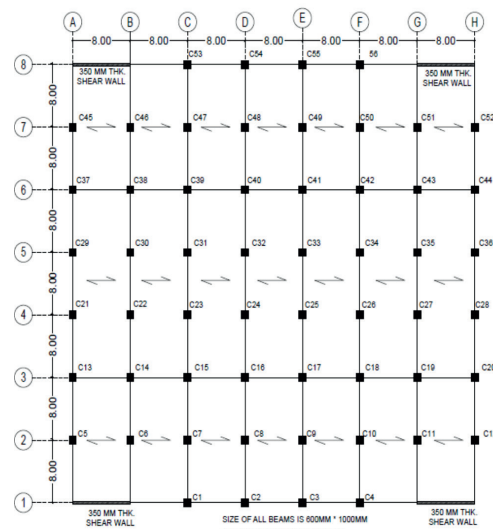 A B C D E F G H
8.00 8.00 8.00 8.00 8.00 8.00 8.00
8 C53 C54 C55 56
350 MM THK.
SHEAR WALL
350 MM THK.
SHEAR WALL
8.00
7 C45 C46 C47 C48 C49 C50 C51 C52
8.00
6 C37 C38 C39 C40 C41 C42 C43 C44
8.00
5 C29 C30 C31 C32 C33 C34 C35 C36
8.00
4 C21 C22 C23 C24 C25 C26 C27 C28
8.00
3 C13 C14 C15 C16 C17 C18 C19 C20
8.00
2 C5 C6 C7 C8 C9 C10 C11 C1
8.00
1 C1 C2 C3 C4
350 MM THK.
SHEAR WALL
SIZE OF ALL BEAMS IS 600MM * 1000MM
350 MM THK.
SHEAR WALL